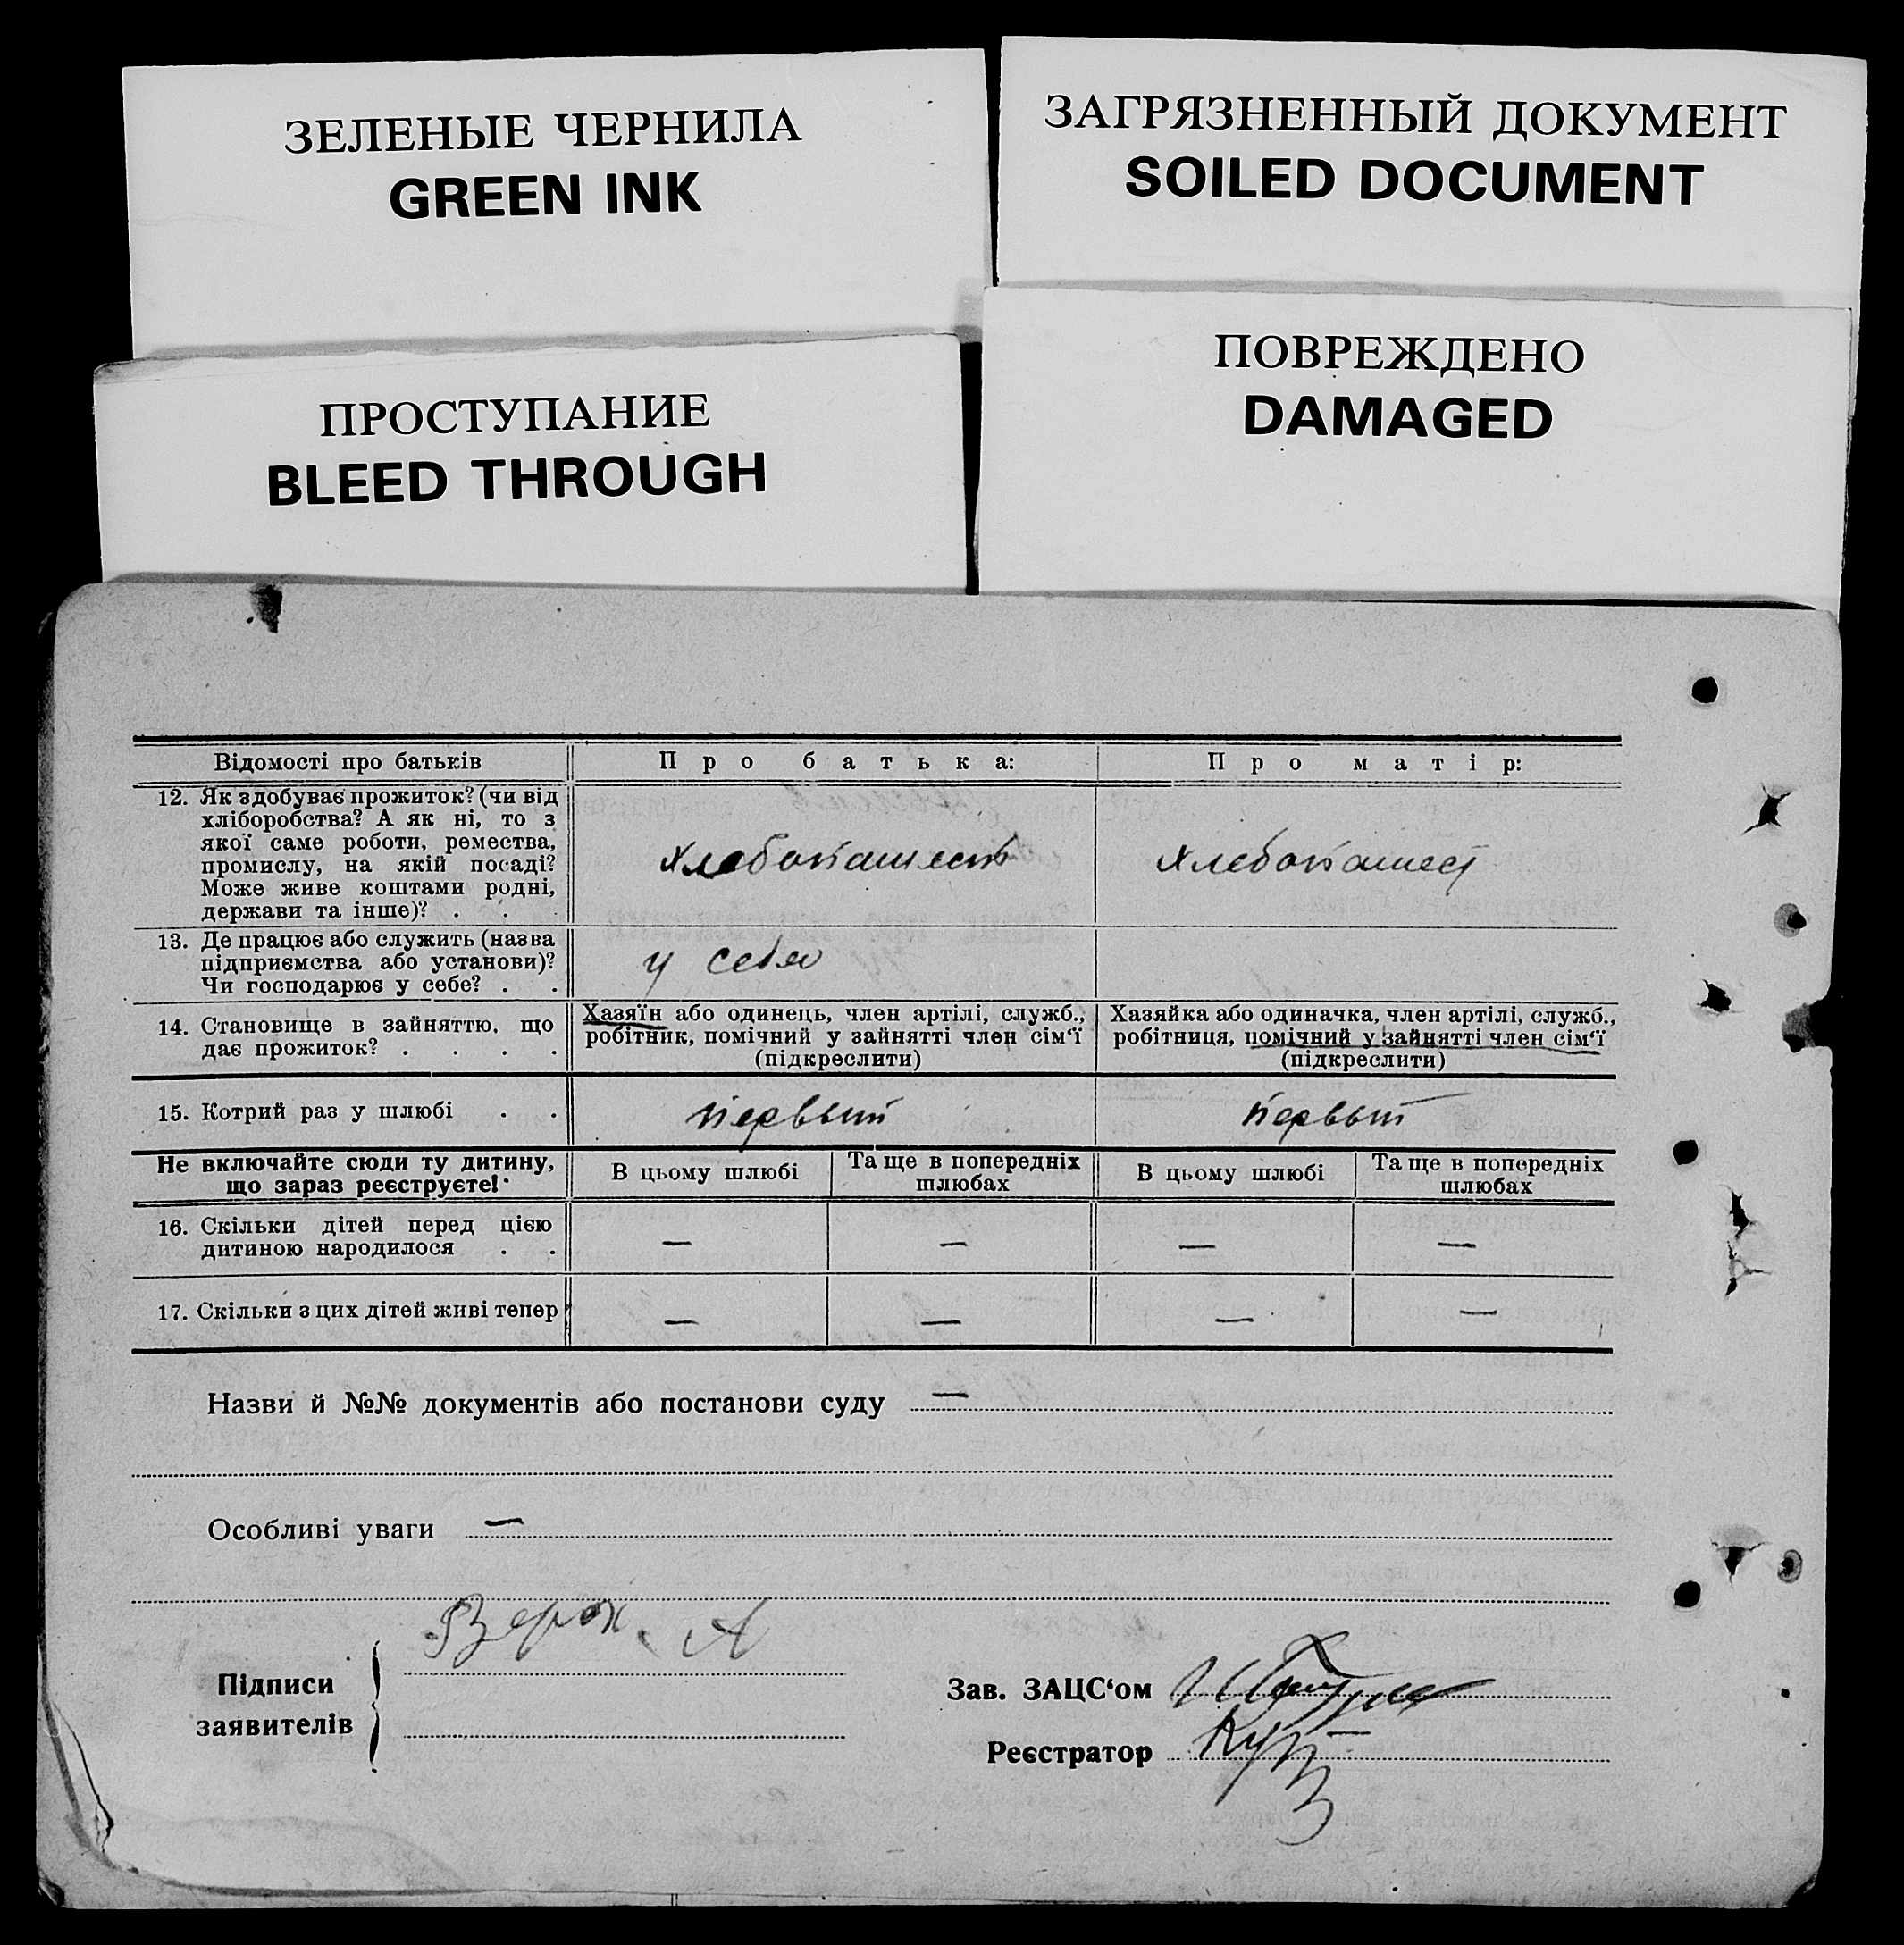 ЗЕЛЕНЫЕ ЧЕРНИЛА
GREEN INK
ЗАГРЯЗНЕННЫЙ ДОКУМЕНТ
SOILED DOCUMENT
ПРОСТУПАНИЕ
BLEED THROUGH
ПОВРЕЖДЕНО
DAMAGED
Відомості про батьків
Про батька:
Про матір:
12. Як здобуває прожиток? (чи від
хліборобства? А як ні, то з
якої саме роботи, ремества,
промислу, на якій посаді?
Може живе коштами родні,
держави та інше)? . .
Хлебопашест
Хлебопашест
13. Де працює або служить (назва
підприємства або установи)?
Чи господарює у себе? . .
у себя
14. Становище в зайняттю, що
дає прожиток? . . . .
Хазяїн або одинець, член артілі, служб.,
робітник, помічний у зайнятті член сім‘ї
(підкреслити)
Хазяйка або одиначка, член артілі, служб.,
робітниця, помічний у зайнятті член сім‘ї
(підкреслити)
15. Котрий раз у шлюбі . .
первый
первый
Не включайте сюди ту дитину,
що зараз реєструєте!
В цьому шлюбі
Та ще в попередніх
шлюбах
В цьому шлюбі
Та ще в попередніх
шлюбах
16. Скільки дітей перед цією
дитиною народилося . .
— — — —
17. Скільки з цих дітей живі тепер
— — — —
Назви й №№ документів або постанови суду —
Особливі уваги —
Підписи
заявителів
Зав. ЗАЦС‘ом
Реєстратор